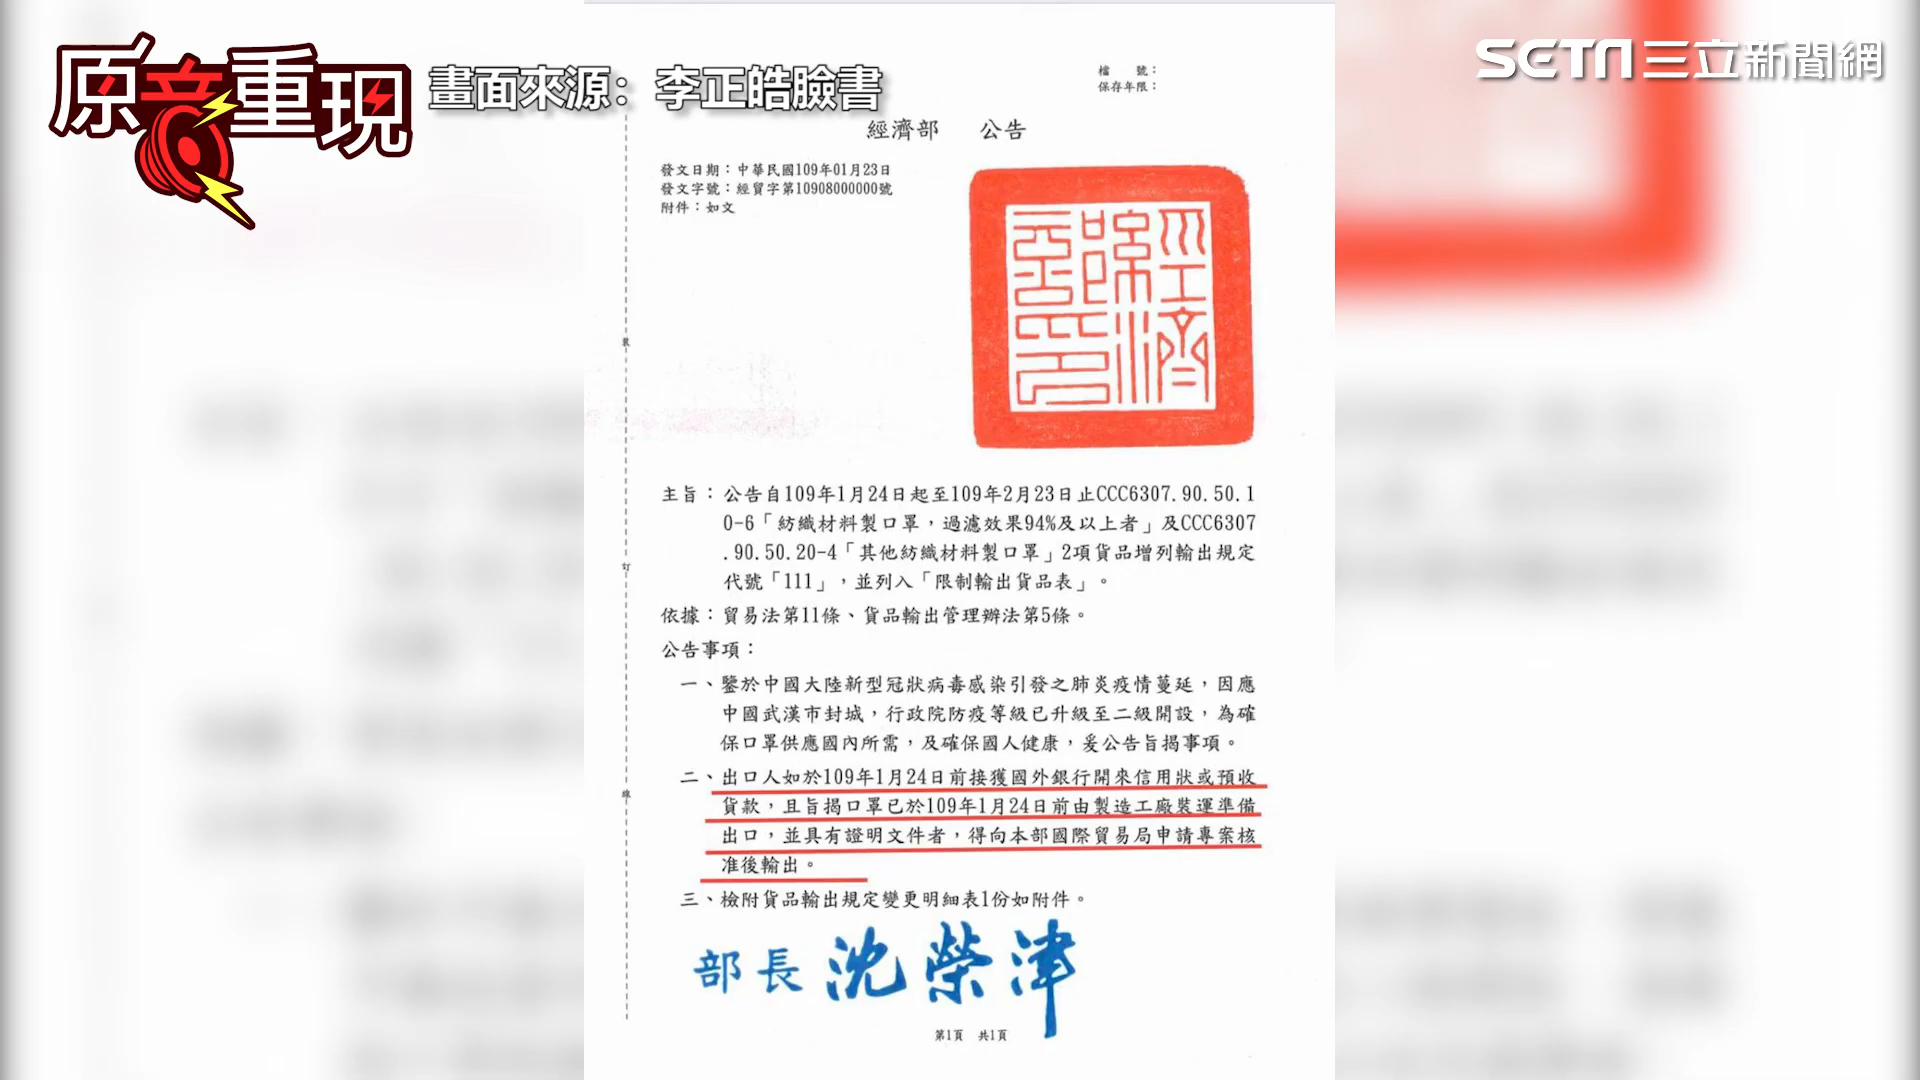 原音重現
畫面來源：李正皓臉書
SETN三立新聞網
檔　　號：
保存年限：
經濟部　公告
發文日期：中華民國109年01月23日
發文字號：經貿字第10908000000號
附件：如文
經濟部印
主旨：公告自109年1月24日起至109年2月23日止CCC6307.90.50.1
0-6「紡織材料製口罩，過濾效果94%及以上者」及CCC6307
.90.50.20-4「其他紡織材料製口罩」2項貨品增列輸出規定
代號「111」，並列入「限制輸出貨品表」。
依據：貿易法第11條、貨品輸出管理辦法第5條。
公告事項：
一、鑒於中國大陸新型冠狀病毒感染引發之肺炎疫情蔓延，因應
中國武漢市封城，行政院防疫等級已升級至二級開設，為確
保口罩供應國內所需，及確保國人健康，爰公告旨揭事項。
二、出口人如於109年1月24日前接獲國外銀行開來信用狀或預收
貨款，且旨揭口罩已於109年1月24日前由製造工廠裝運準備
出口，並具有證明文件者，得向本部國際貿易局申請專案核
准後輸出。
三、檢附貨品輸出規定變更明細表1份如附件。
部長 沈榮津
第1頁　共1頁
裝
訂
線